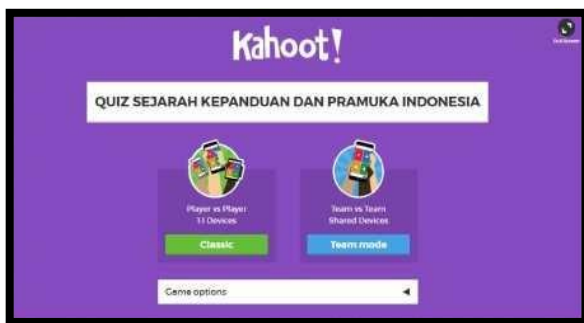 Kahoot!
QUIZ SEJARAH KEPANDUAN DAN PRAMUKA INDONESIA
Player vs Player
1:1 Devices
Classic
Team vs Team
Shared Devices
Team mode
Game options